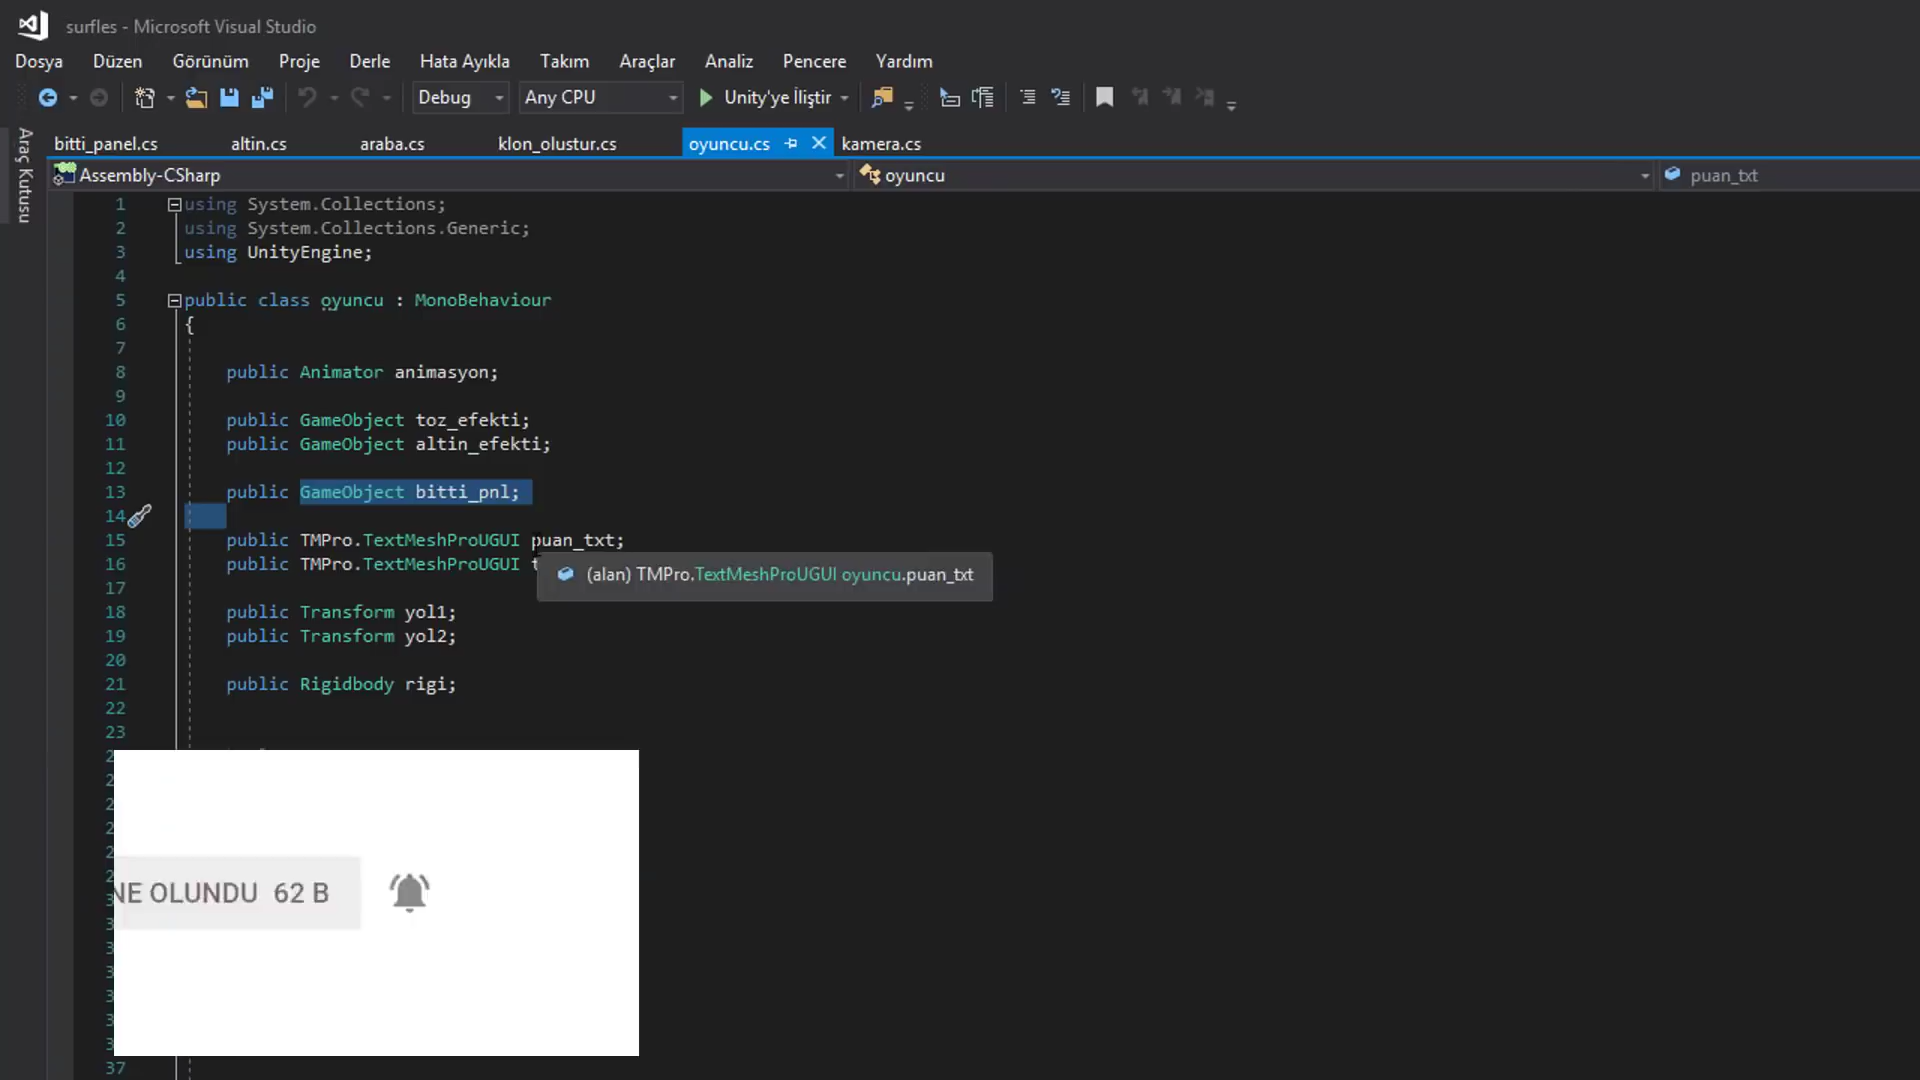 surfles - Microsoft Visual Studio
Dosya Düzen Görünüm Proje Derle Hata Ayıkla Takım Araçlar Analiz Pencere Yardım
Debug Any CPU Unity'ye İliştir
Araç Kutusu
bitti_panel.cs altin.cs araba.cs klon_olustur.cs oyuncu.cs kamera.cs
Assembly-CSharp oyuncu puan_txt
1 using System.Collections;
2 using System.Collections.Generic;
3 using UnityEngine;
4
5 public class oyuncu : MonoBehaviour
6 {
7
8 public Animator animasyon;
9
10 public GameObject toz_efekti;
11 public GameObject altin_efekti;
12
13 public GameObject bitti_pnl;
14
15 public TMPro.TextMeshProUGUI puan_txt;
16 public TMPro.TextMeshProUGUI
(alan) TMPro.TextMeshProUGUI oyuncu.puan_txt
17
18 public Transform yol1;
19 public Transform yol2;
20
21 public Rigidbody rigi;
22
23
NE OLUNDU 62 B
37